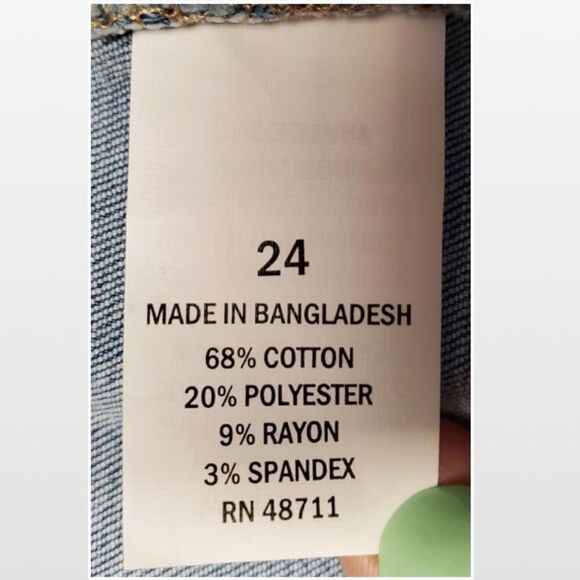 24
MADE IN BANGLADESH
68% COTTON
20% POLYESTER
9% RAYON
3% SPANDEX
RN 48711